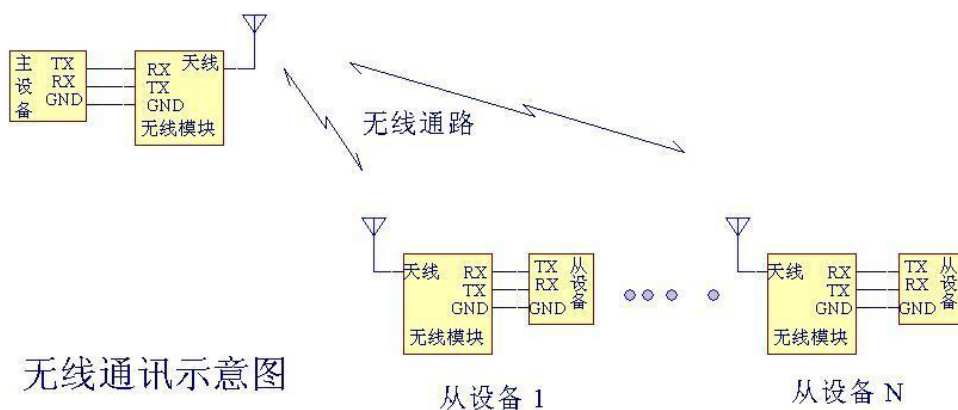 主设备
TX
RX
GND
RX
TX
GND
天线
无线模块
无线通路
天线
RX
TX
GND
无线模块
TX
RX
GND
从设备
天线
RX
TX
GND
无线模块
TX
RX
GND
从设备
无线通讯示意图
从设备 1
从设备 N